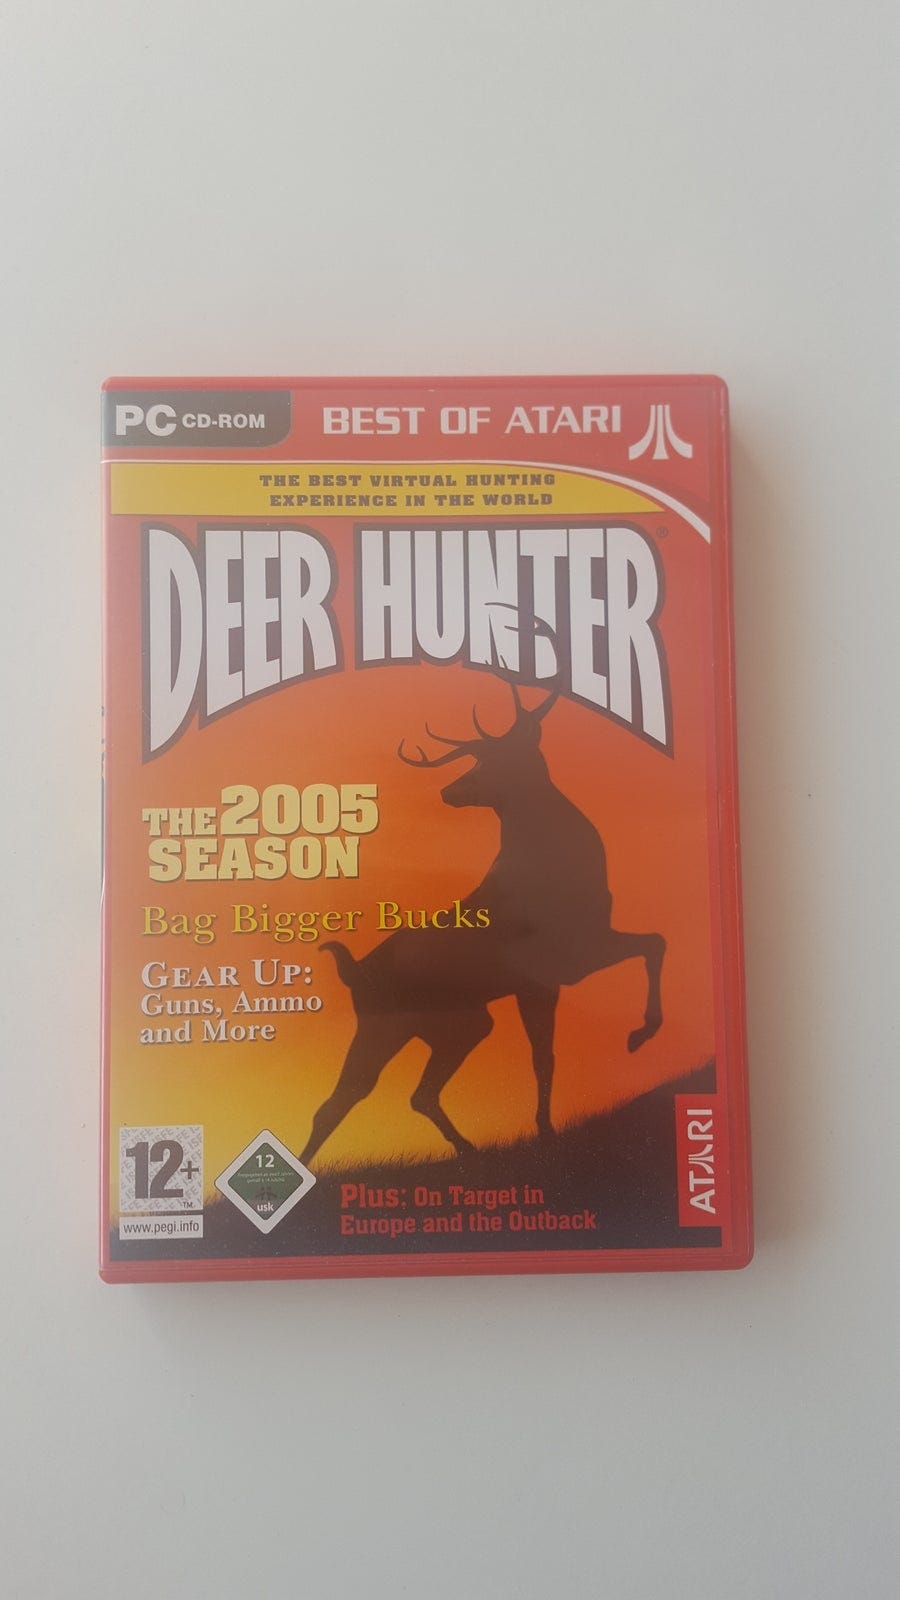 PC CD-ROM
BEST OF ATARI
THE BEST VIRTUAL HUNTING
EXPERIENCE IN THE WORLD
DEER HUNTER®
THE 2005
SEASON
Bag Bigger Bucks
GEAR UP:
Guns, Ammo
and More
12+
TM
www.pegi.info
12
usk
Plus: On Target in
Europe and the Outback
ATARI